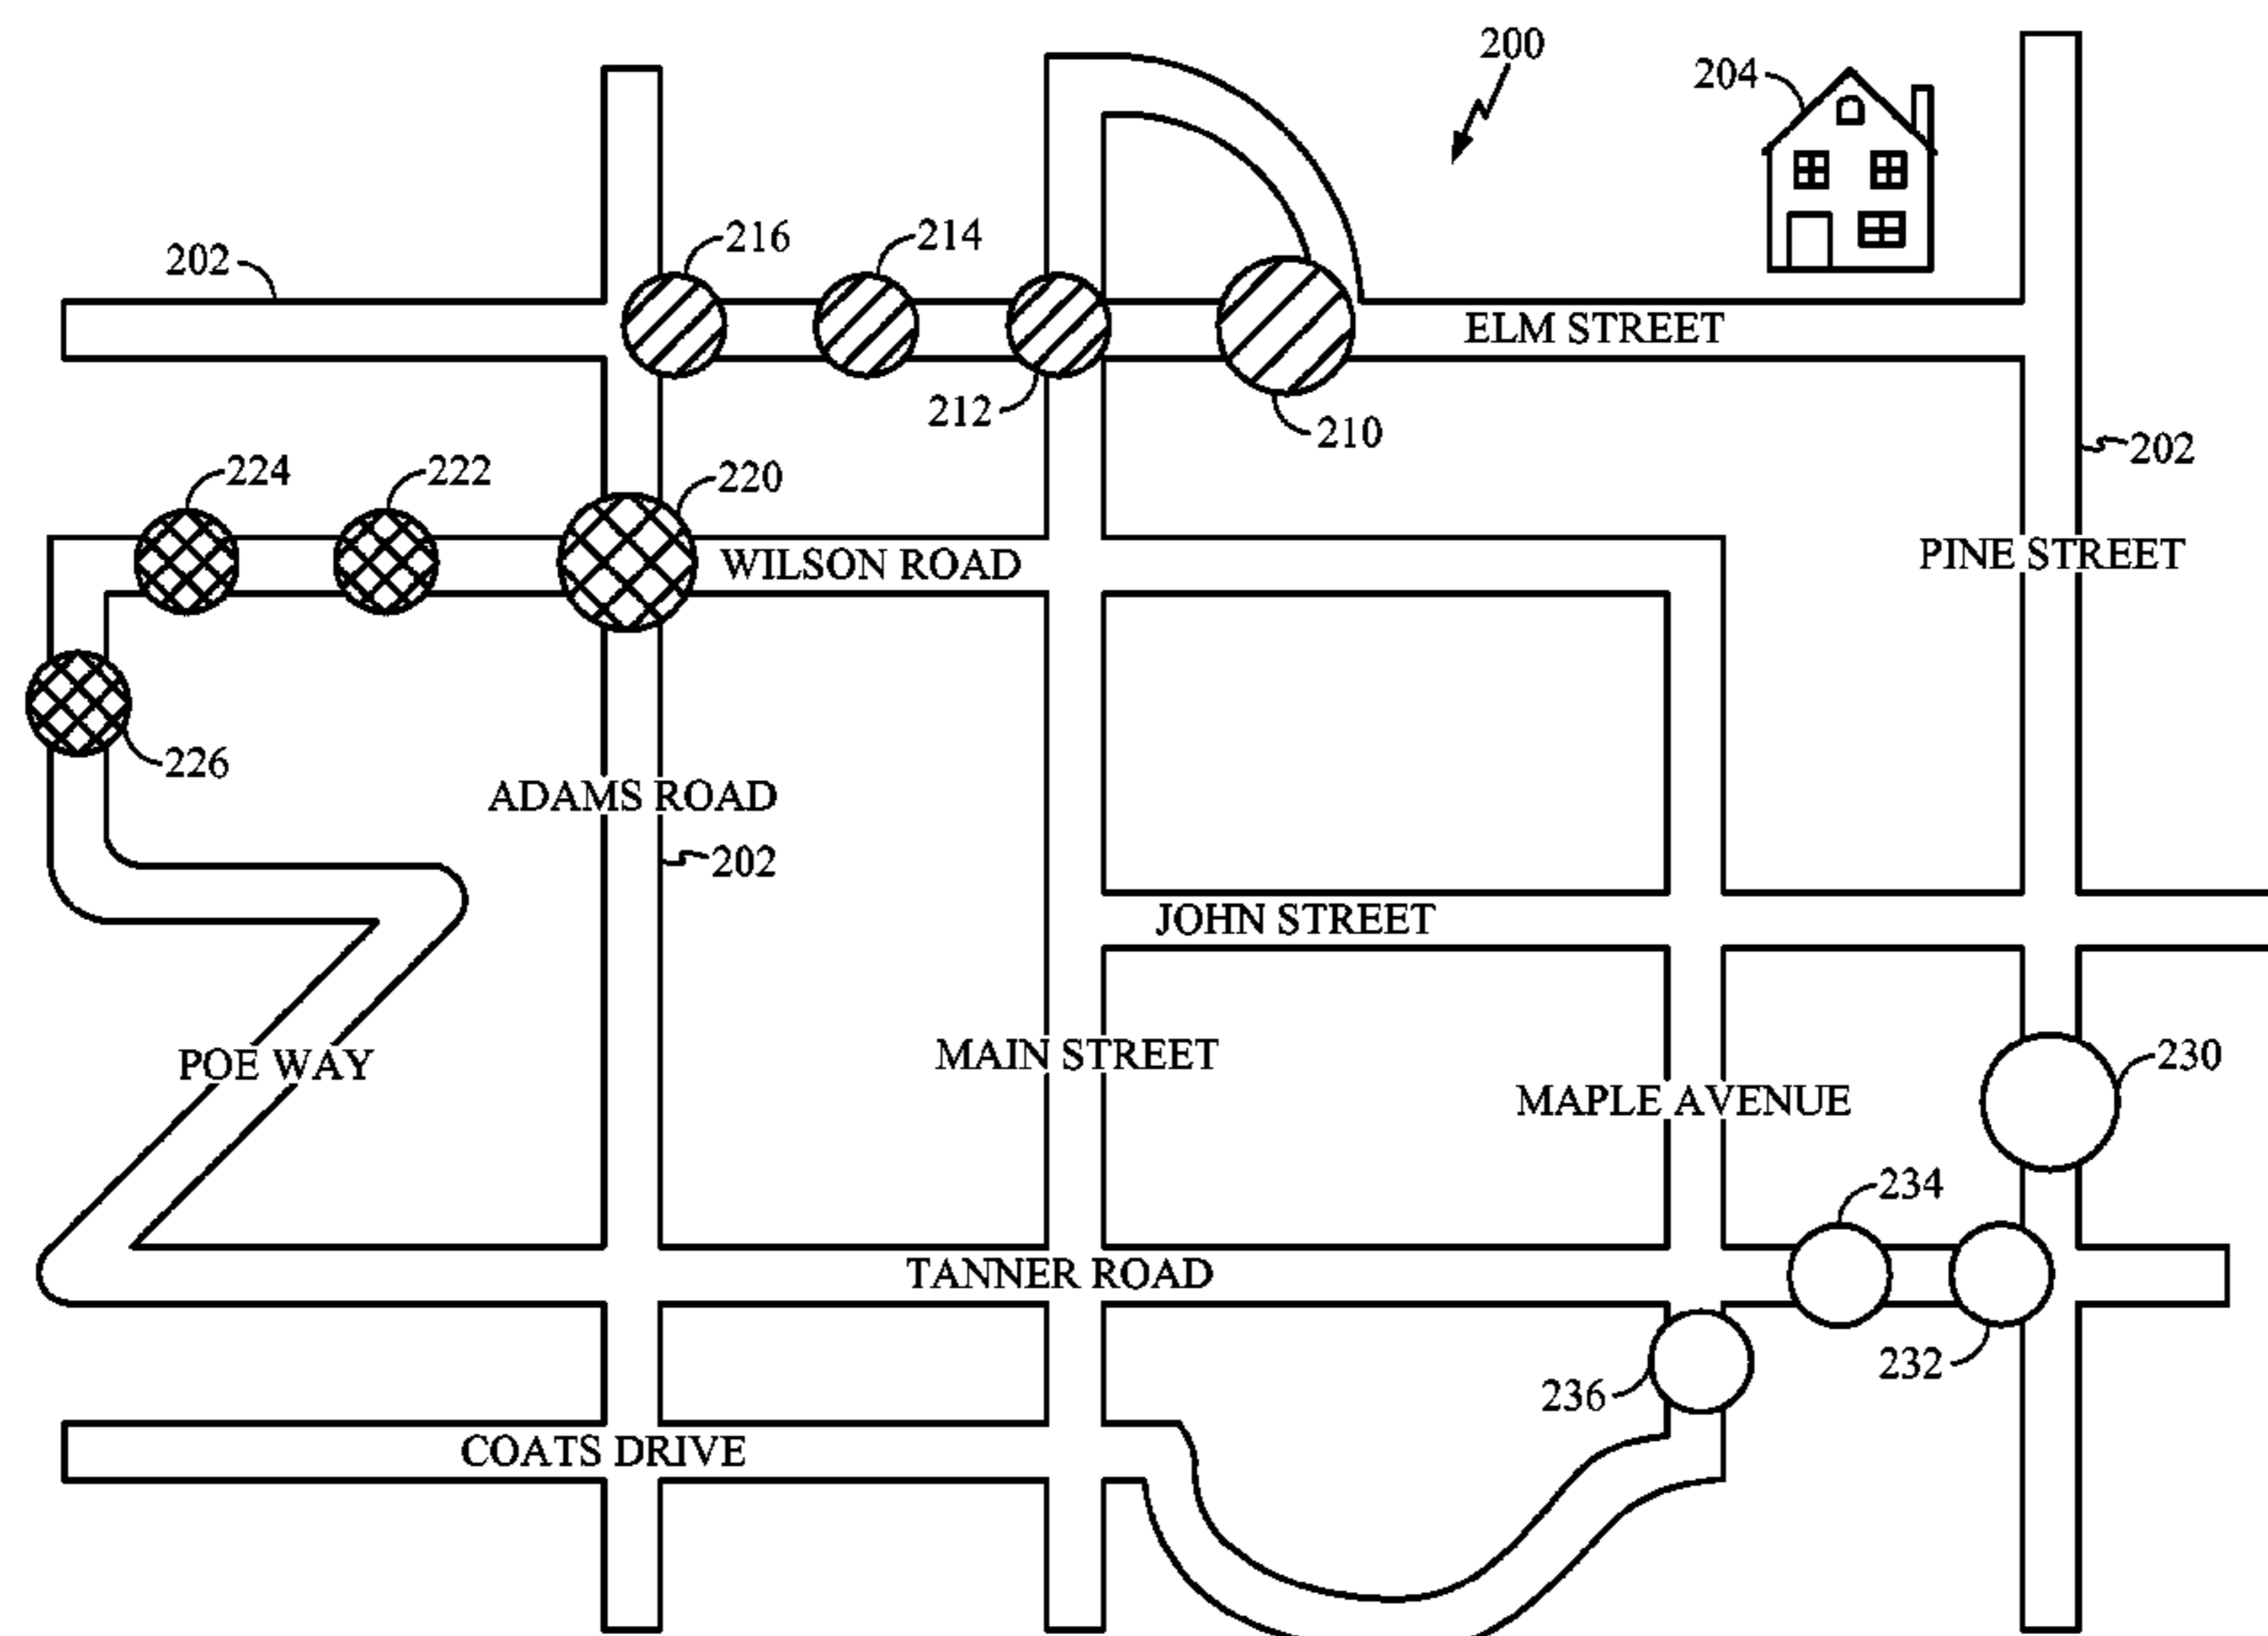 200
204
216
214
202
ELM STREET
212
210
202
224
222
220
WILSON ROAD
PINE STREET
226
ADAMS ROAD
202
JOHN STREET
POE WAY
MAIN STREET
230
MAPLE AVENUE
234
TANNER ROAD
232
236
COATS DRIVE